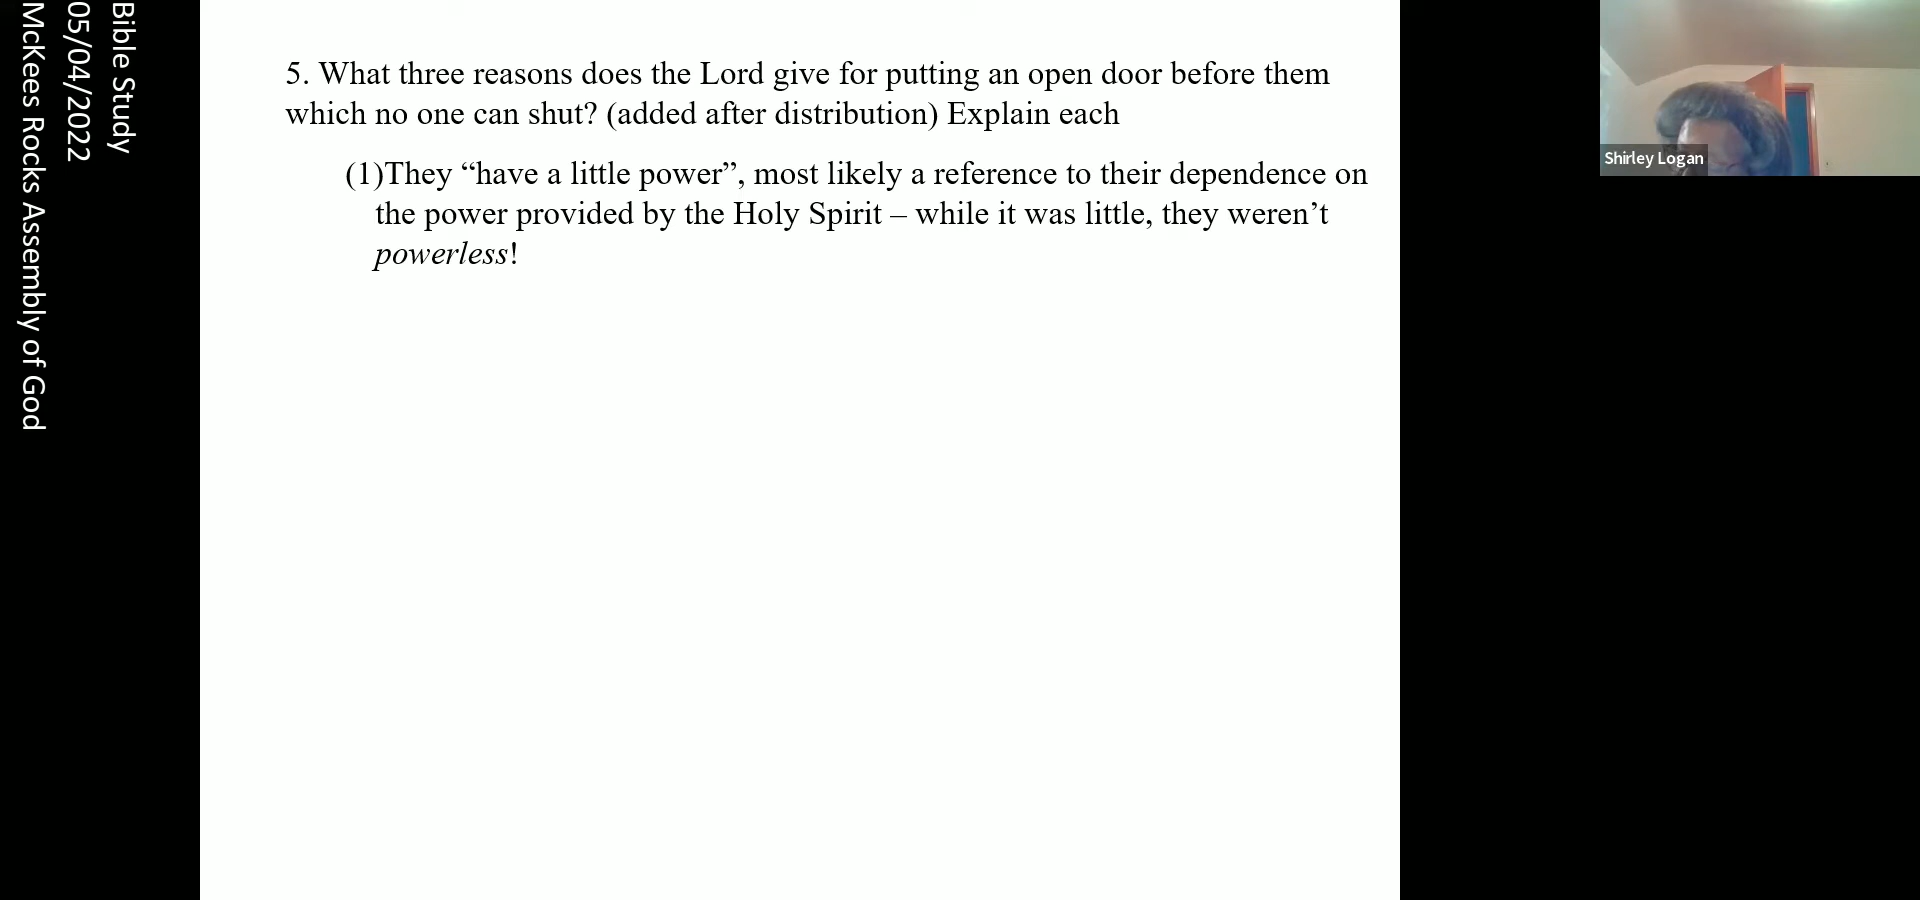 Bible Study
05/04/2022
McKees Rocks Assembly of God
5. What three reasons does the Lord give for putting an open door before them
which no one can shut? (added after distribution) Explain each
(1)They “have a little power”, most likely a reference to their dependence on
the power provided by the Holy Spirit – while it was little, they weren’t
powerless!
Shirley Logan